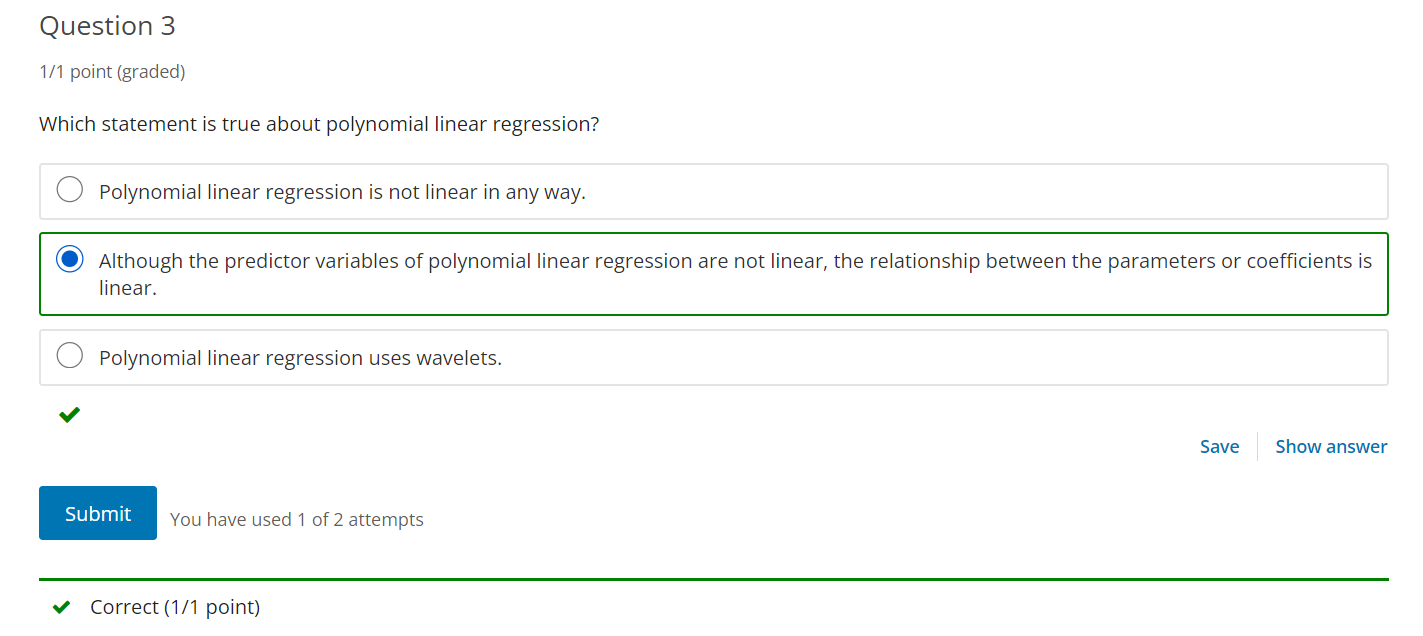 Question 3
1/1 point (graded)
Which statement is true about polynomial linear regression?
Polynomial linear regression is not linear in any way.
Although the predictor variables of polynomial linear regression are not linear, the relationship between the parameters or coefficients is
linear.
Polynomial linear regression uses wavelets.
Save
Show answer
Submit
You have used 1 of 2 attempts
Correct (1/1 point)